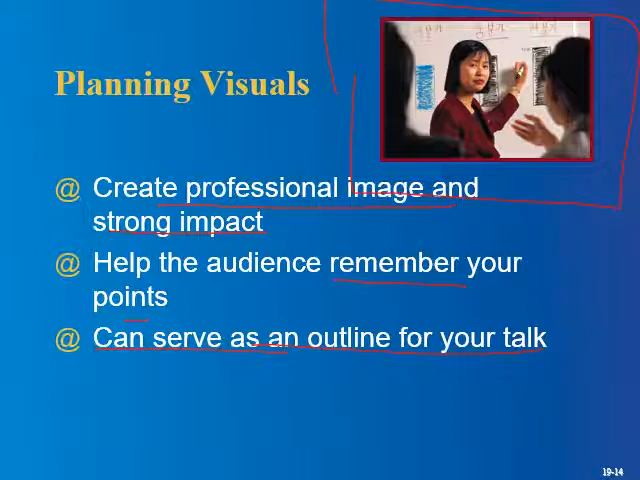 Planning Visuals
@ Create professional image and
strong impact
@ Help the audience remember your
points
@ Can serve as an outline for your talk
19-14